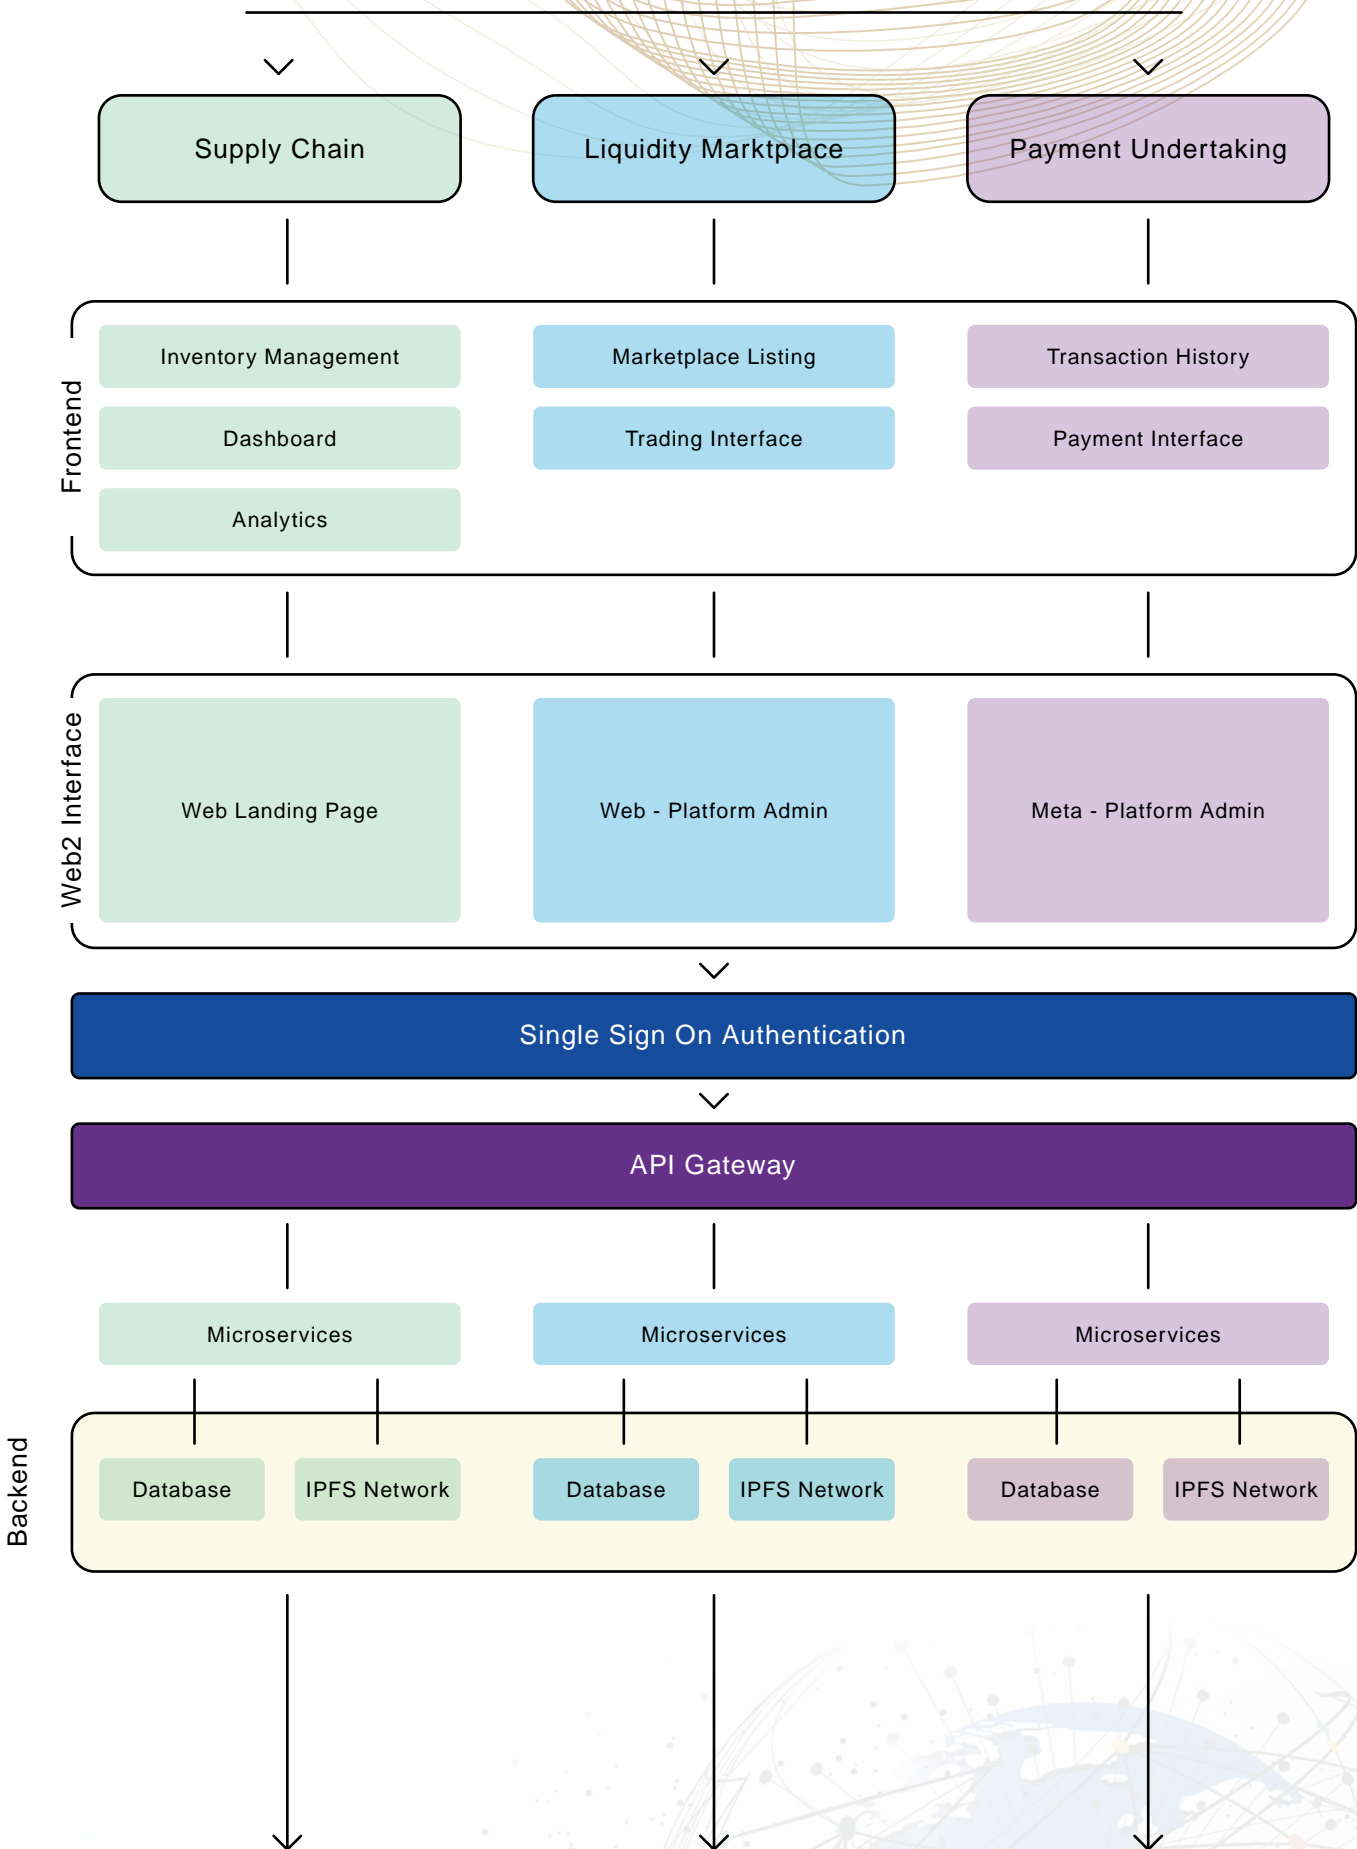 Supply Chain
Liquidity Marktplace
Payment Undertaking
Frontend
Inventory Management
Marketplace Listing
Transaction History
Dashboard
Trading Interface
Payment Interface
Analytics
Web2 Interface
Web Landing Page
Web - Platform Admin
Meta - Platform Admin
Single Sign On Authentication
API Gateway
Microservices
Microservices
Microservices
Backend
Database
IPFS Network
Database
IPFS Network
Database
IPFS Network